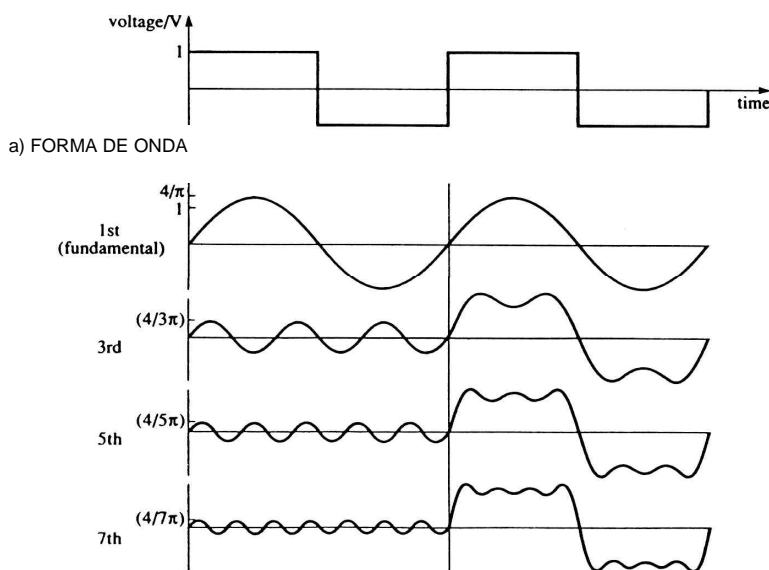 voltage/V
1
time
a) FORMA DE ONDA
4/π
1
1st
(fundamental)
(4/3π)
3rd
(4/5π)
5th
(4/7π)
7th